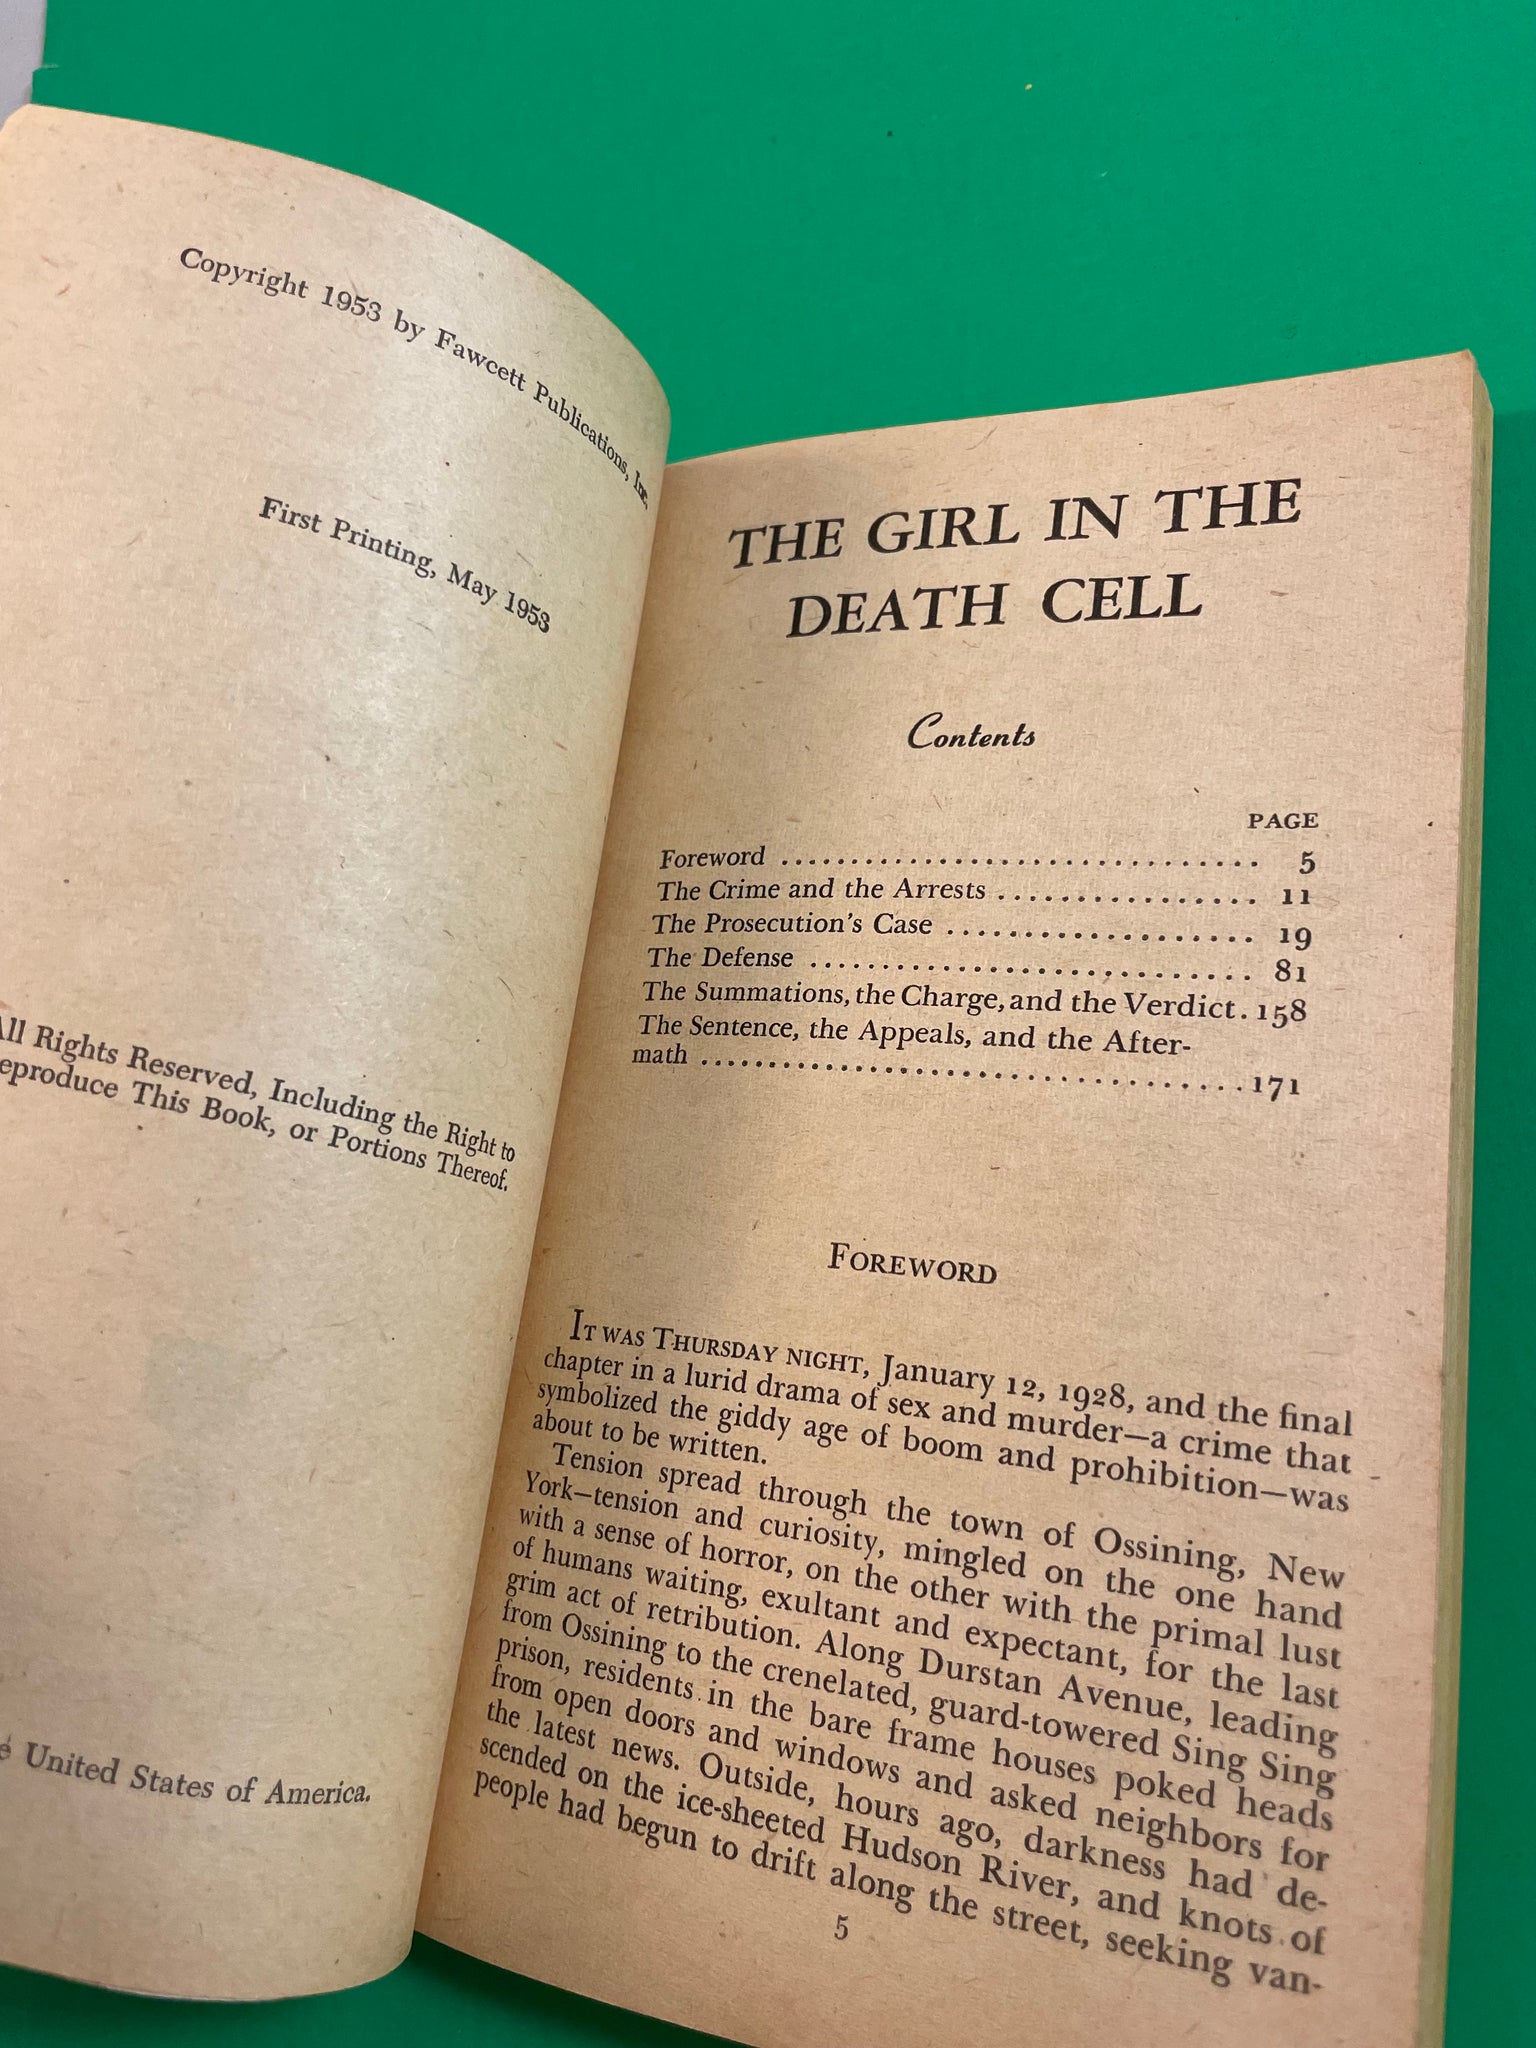 Copyright 1953 by Fawcett Publications, Inc.
First Printing, May 1953
All Rights Reserved, Including the Right to
eproduce This Book, or Portions Thereof.
United States of America.
THE GIRL IN THE
DEATH CELL
Contents
PAGE
Foreword ................................ 5
The Crime and the Arrests ................. 11
The Prosecution's Case .................... 19
The Defense ............................. 81
The Summations, the Charge, and the Verdict. 158
The Sentence, the Appeals, and the After-
math ................................... 171
FOREWORD
IT WAS THURSDAY NIGHT, January 12, 1928, and the final
chapter in a lurid drama of sex and murder—a crime that
symbolized the giddy age of boom and prohibition—was
about to be written.
Tension spread through the town of Ossining, New
York—tension and curiosity, mingled on the one hand
with a sense of horror, on the other with the primal lust
of humans waiting, exultant and expectant, for the last
grim act of retribution. Along Durstan Avenue, leading
from Ossining to the crenelated, guard-towered Sing Sing
prison, residents in the bare frame houses poked heads
from open doors and windows and asked neighbors for
the latest news. Outside, hours ago, darkness had de-
scended on the ice-sheeted Hudson River, and knots of
people had begun to drift along the street, seeking van-
5